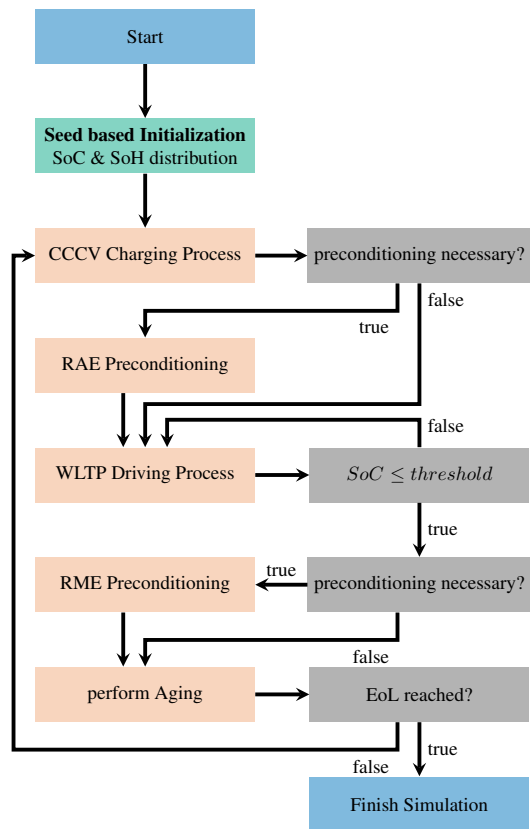 Start
Seed based Initialization
SoC & SoH distribution
CCCV Charging Process
preconditioning necessary?
false
true
RAE Preconditioning
false
WLTP Driving Process
SoC ≤ threshold
true
RME Preconditioning
true
preconditioning necessary?
false
perform Aging
EoL reached?
true
false
Finish Simulation